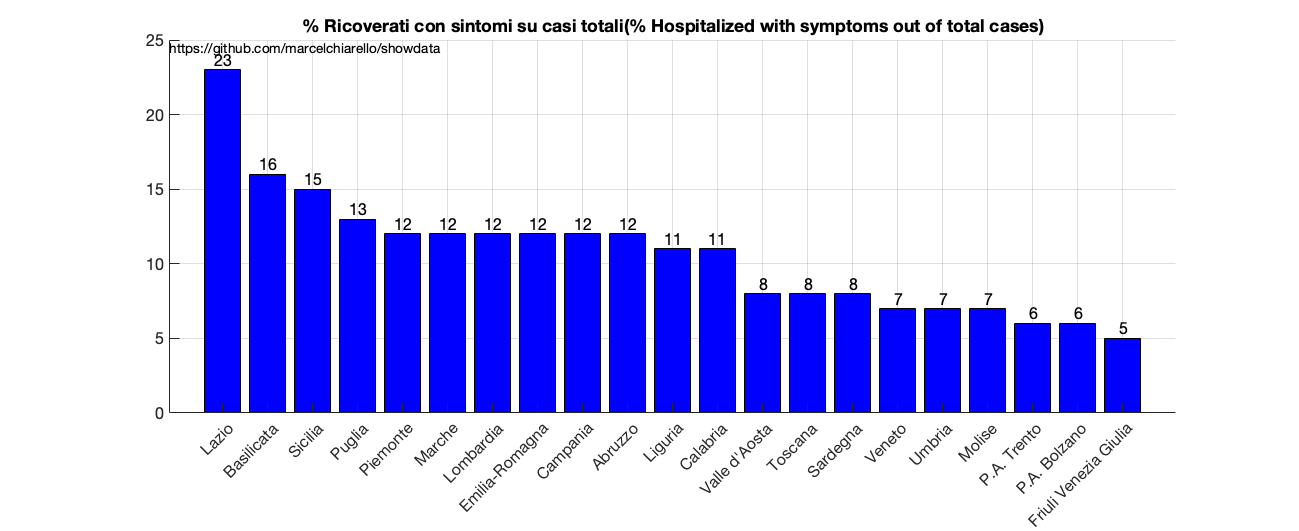 % Ricoverati con sintomi su casi totali(% Hospitalized with symptoms out of total cases)
https://github.com/marcelchiarello/showdata
25
20
15
10
5
0
23
16
15
13
12
12
12
12
12
12
11
11
8
8
8
7
7
7
6
6
5
Lazio
Basilicata
Sicilia
Puglia
Piemonte
Marche
Lombardia
Emilia-Romagna
Campania
Abruzzo
Liguria
Calabria
Valle d'Aosta
Toscana
Sardegna
Veneto
Umbria
Molise
P.A. Trento
P.A. Bolzano
Friuli Venezia Giulia